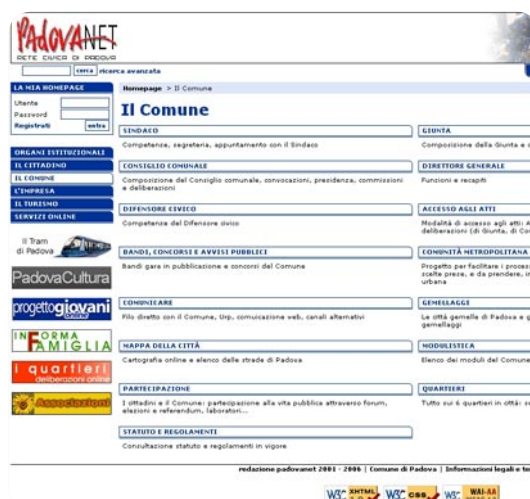 PAdOVANET
RETE CIVICA DI PADOVA
cerca ricerca avanzata
LA MIA HOMEPAGE
Utente
Password
Registrati entra
ORGANI ISTITUZIONALI
IL CITTADINO
IL COMUNE
L'IMPRESA
IL TURISMO
SERVIZI ONLINE
Il Tram
di Padova
PadovaCultura
progettogiovani
INFORMA
FAMIGLIA
i quartieri
deliberazioni online
Associazioni
Homepage > Il Comune
Il Comune
SINDACO
Competenze, segreteria, appuntamento con il Sindaco
CONSIGLIO COMUNALE
Composizione del Consiglio comunale, convocazioni, presidenza, commissioni
e deliberazioni
DIFENSORE CIVICO
Competenze del Difensore civico
BANDI, CONCORSI E AVVISI PUBBLICI
Bandi gare in pubblicazione e concorsi del Comune
COMUNICARE
Filo diretto con il Comune, Urp, comuicazione web, canali alternativi
MAPPA DELLA CITTÀ
Cartografia online e elenco delle strade di Padova
PARTECIPAZIONE
I cittadini e il Comune: partecipazione alla vita pubblica attraverso forum,
elezioni e referendum, laboratori...
STATUTO E REGOLAMENTI
Consultazione statuto e regolamenti in vigore
GIUNTA
Composizione della Giunta e
DIRETTORE GENERALE
Funzioni e recapiti
ACCESSO AGLI ATTI
Modalità di accesso agli atti:
deliberazioni (di Giunta, di
COMUNITÀ METROPOLITANA
Progetto per facilitare i
scelte prese, e da prendere,
urbana
GEMELLAGGI
Le città gemelle di Padova e
gemellaggi
MODULISTICA
Elenco dei moduli del Comune
QUARTIERI
Tutto sui 6 quartieri in città:
redazione padovanet 2001 - 2006 | Comune di Padova | Informazioni legali e
W3C XHTML 1.0 W3C CSS W3C WAI-AA